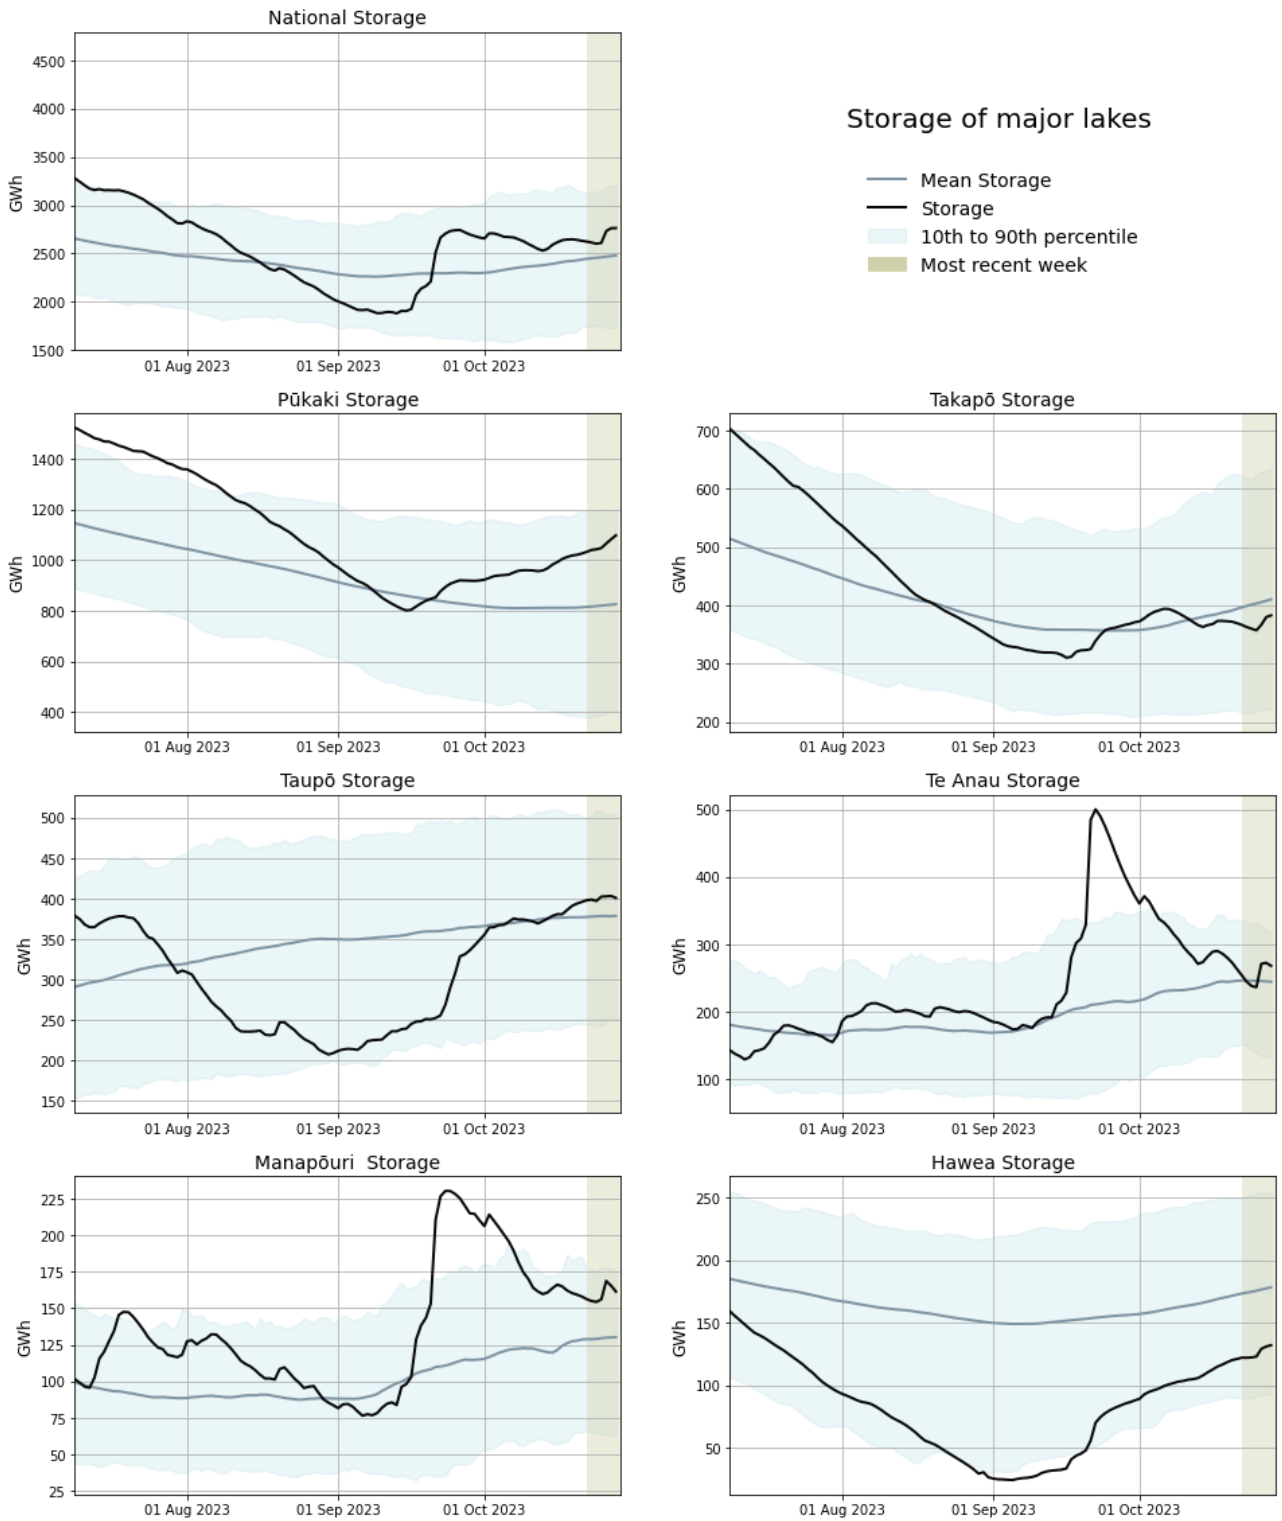 National Storage
4500
4000
3500
3000
2500
2000
1500
GWh
01 Aug 2023
01 Sep 2023
01 Oct 2023
Storage of major lakes
Mean Storage
Storage
10th to 90th percentile
Most recent week
Pūkaki Storage
1400
1200
1000
800
600
400
GWh
01 Aug 2023
01 Sep 2023
01 Oct 2023
Takapō Storage
700
600
500
400
300
200
GWh
01 Aug 2023
01 Sep 2023
01 Oct 2023
Taupō Storage
500
450
400
350
300
250
200
150
GWh
01 Aug 2023
01 Sep 2023
01 Oct 2023
Te Anau Storage
500
400
300
200
100
GWh
01 Aug 2023
01 Sep 2023
01 Oct 2023
Manapōuri  Storage
225
200
175
150
125
100
75
50
25
GWh
01 Aug 2023
01 Sep 2023
01 Oct 2023
Hawea Storage
250
200
150
100
50
GWh
01 Aug 2023
01 Sep 2023
01 Oct 2023